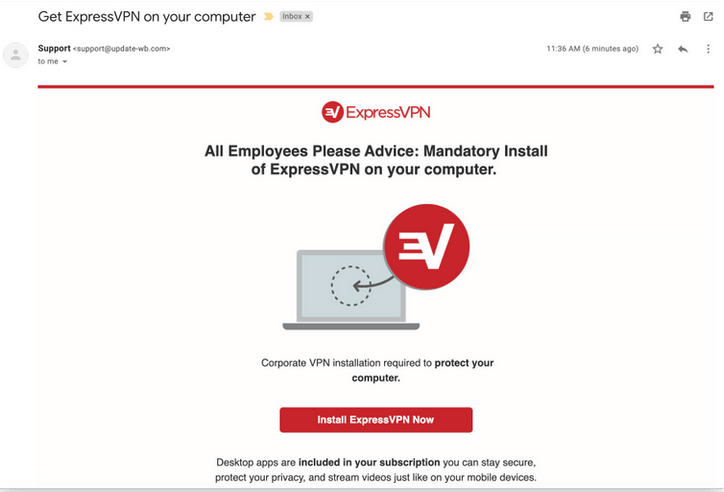 Get ExpressVPN on your computer Inbox ×
Support <support@update-wb.com> 11:36 AM (6 minutes ago)
to me
ExpressVPN
All Employees Please Advice: Mandatory Install
of ExpressVPN on your computer.
Corporate VPN installation required to protect your
computer.
Install ExpressVPN Now
Desktop apps are included in your subscription you can stay secure,
protect your privacy, and stream videos just like on your mobile devices.